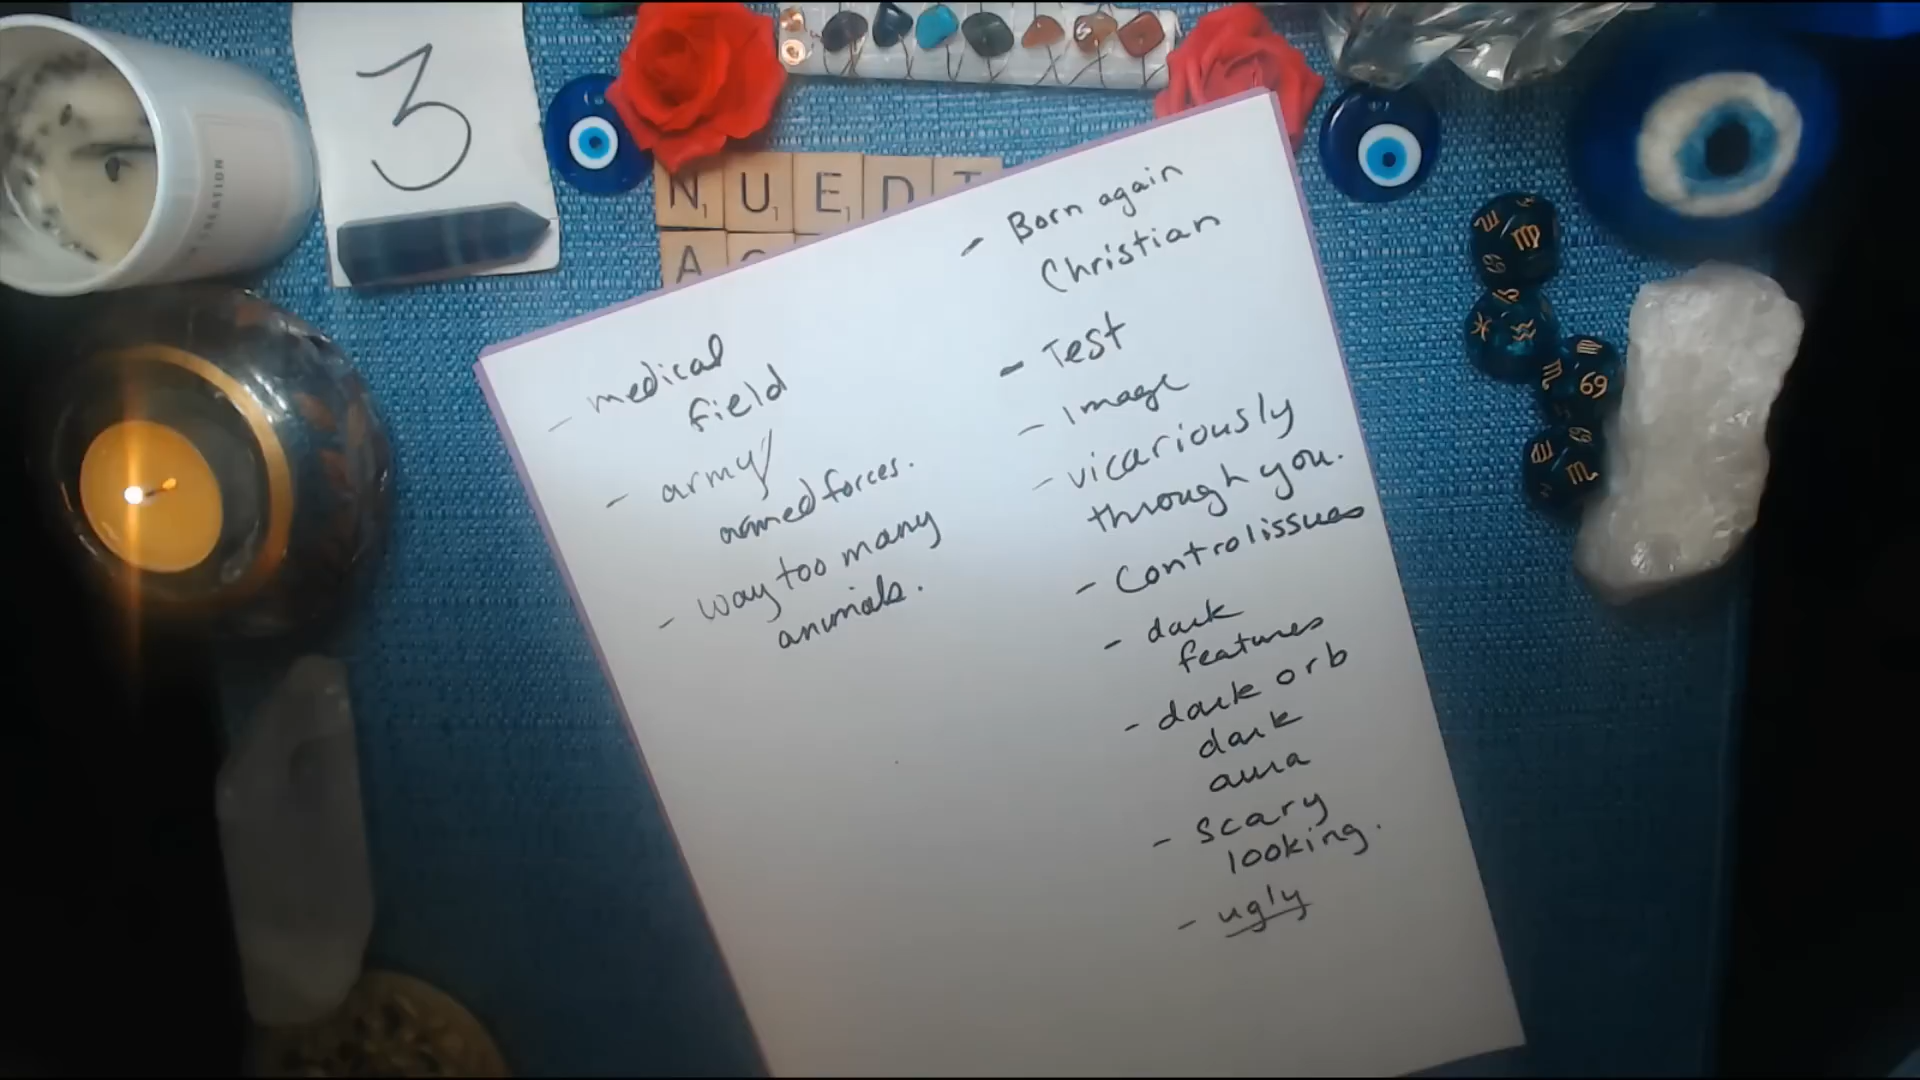 3
N U E D T
A
- medical
field
- army/
armed forces.
- way too many
animals.
- Born again
Christian
- Test
- Image
- vicariously
through you.
- Control issues
- dark
features
- dark orb
dark
aura
- scary
looking.
- ugly